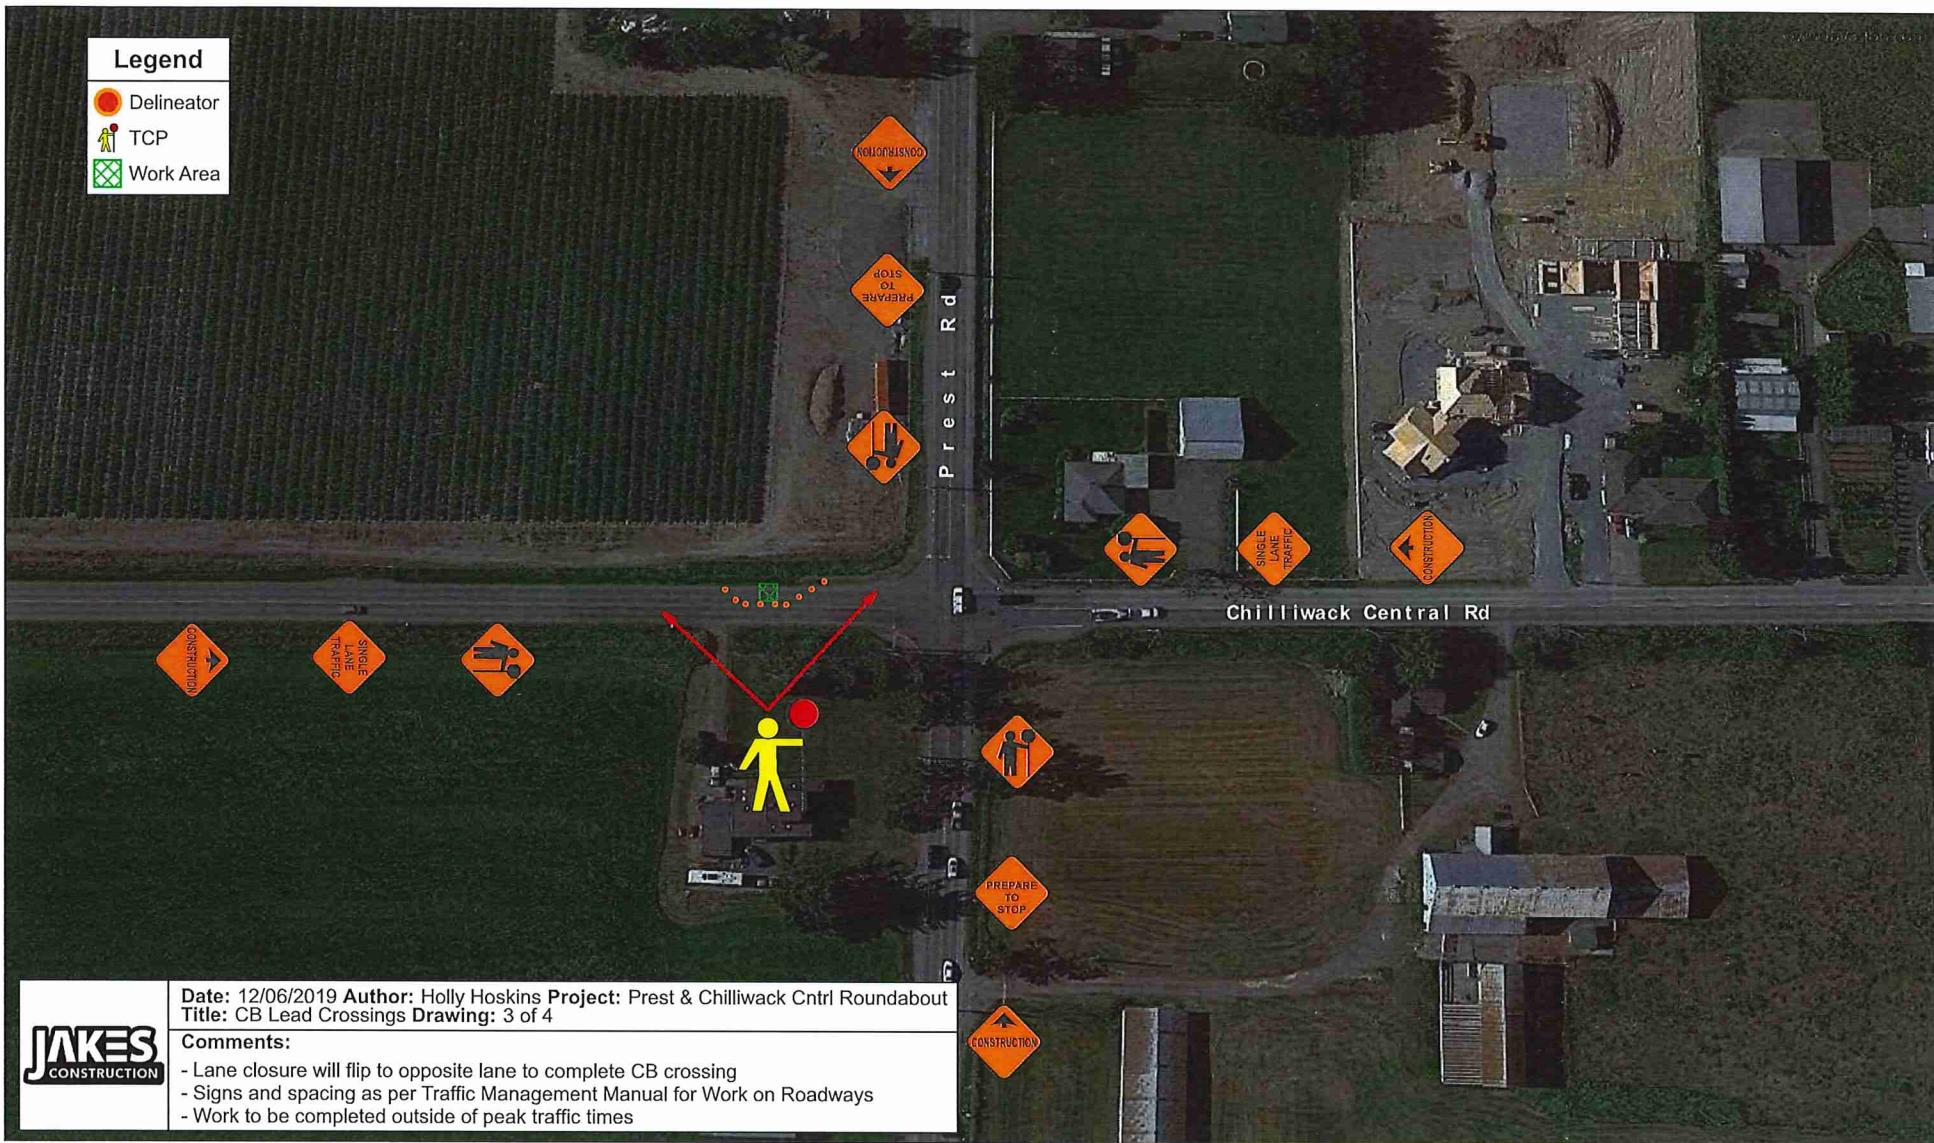 Legend
Delineator
TCP
Work Area
CONSTRUCTION
PREPARE
TO
STOP
Prest Rd
SINGLE
LANE
TRAFFIC
CONSTRUCTION
Chilliwack Central Rd
CONSTRUCTION
SINGLE
LANE
TRAFFIC
PREPARE
TO
STOP
CONSTRUCTION
JAKES
CONSTRUCTION
Date: 12/06/2019 Author: Holly Hoskins Project: Prest & Chilliwack Cntrl Roundabout
Title: CB Lead Crossings Drawing: 3 of 4
Comments:
- Lane closure will flip to opposite lane to complete CB crossing
- Signs and spacing as per Traffic Management Manual for Work on Roadways
- Work to be completed outside of peak traffic times